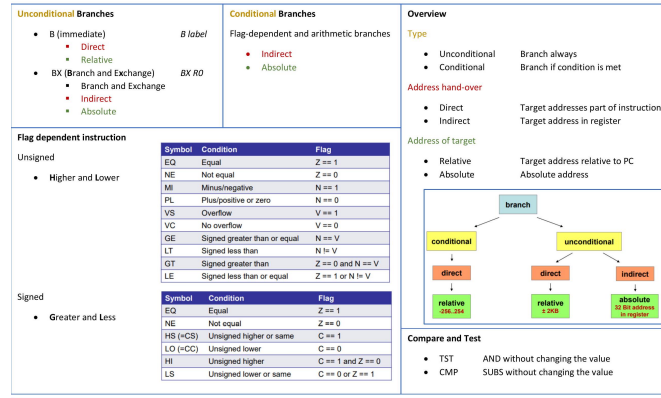 Unconditional Branches
• B (immediate) B label
▪ Direct
▪ Relative
• BX (Branch and Exchange) BX R0
▪ Branch and Exchange
▪ Indirect
▪ Absolute
Conditional Branches
Flag-dependent and arithmetic branches
• Indirect
• Absolute
Overview
Type
• Unconditional Branch always
• Conditional Branch if condition is met
Address hand-over
• Direct Target addresses part of instruction
• Indirect Target address in register
Address of target
• Relative Target address relative to PC
• Absolute Absolute address
branch
conditional unconditional
direct direct indirect
relative relative absolute
-256..254 ± 2KB 32 Bit address
in register
Compare and Test
• TST AND without changing the value
• CMP SUBS without changing the value
Flag dependent instruction
Unsigned
• Higher and Lower
Symbol Condition Flag
EQ Equal Z == 1
NE Not equal Z == 0
MI Minus/negative N == 1
PL Plus/positive or zero N == 0
VS Overflow V == 1
VC No overflow V == 0
GE Signed greater than or equal N == V
LT Signed less than N != V
GT Signed greater than Z == 0 and N == V
LE Signed less than or equal Z == 1 or N != V
Signed
• Greater and Less
Symbol Condition Flag
EQ Equal Z == 1
NE Not equal Z == 0
HS (=CS) Unsigned higher or same C == 1
LO (=CC) Unsigned lower C == 0
HI Unsigned higher C == 1 and Z == 0
LS Unsigned lower or same C == 0 or Z == 1